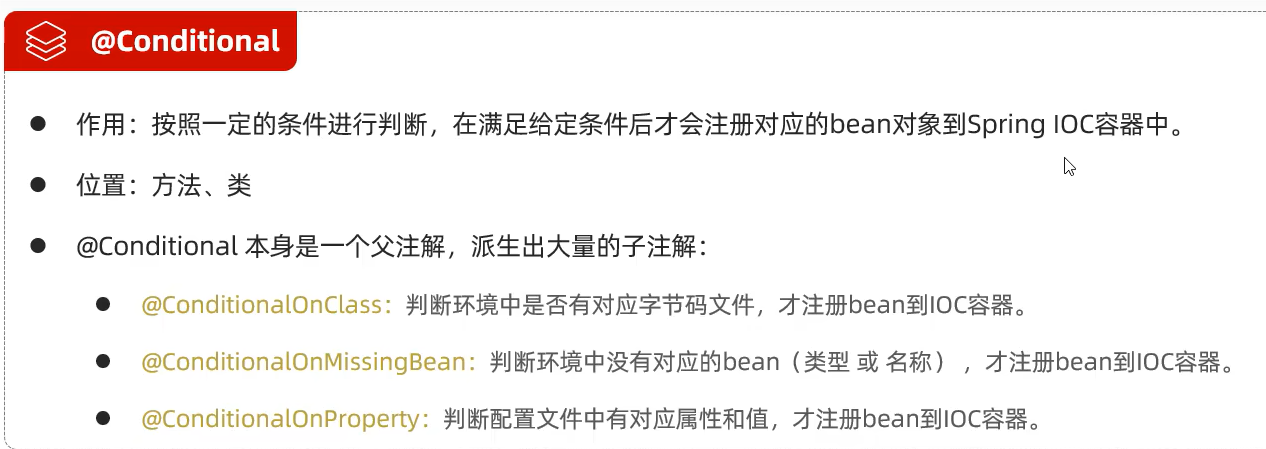 @Conditional
作用：按照一定的条件进行判断，在满足给定条件后才会注册对应的bean对象到Spring IOC容器中。
位置：方法、类
@Conditional 本身是一个父注解，派生出大量的子注解：
@ConditionalOnClass：判断环境中是否有对应字节码文件，才注册bean到IOC容器。
@ConditionalOnMissingBean：判断环境中没有对应的bean（类型 或 名称） ，才注册bean到IOC容器。
@ConditionalOnProperty：判断配置文件中有对应属性和值，才注册bean到IOC容器。